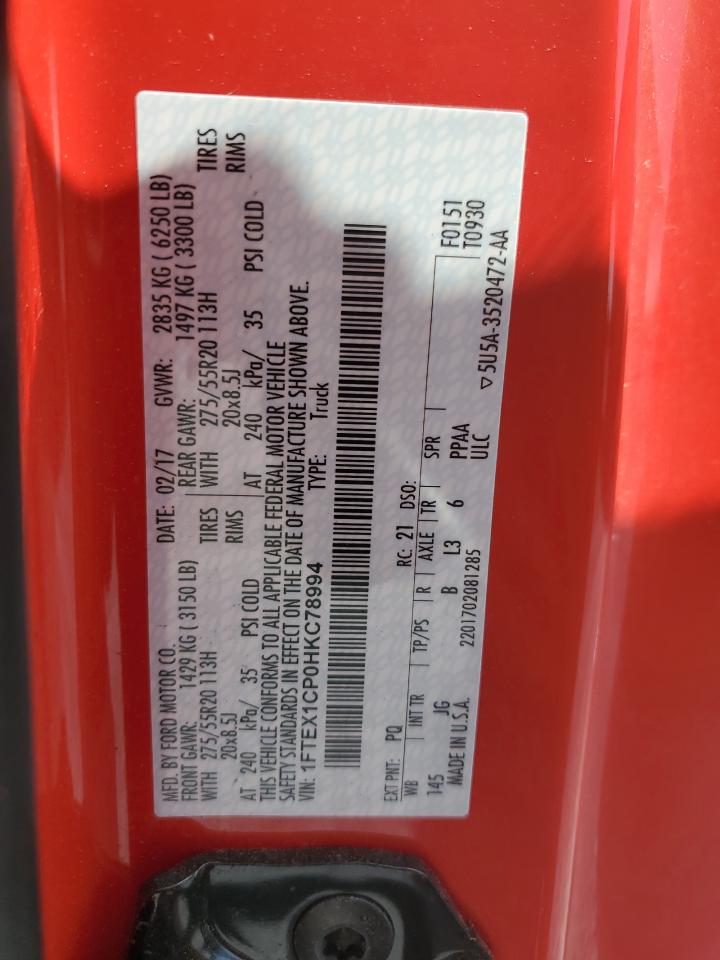 MFD. BY FORD MOTOR CO. DATE: 02/17 GVWR: 2835 KG ( 6250 LB)
FRONT GAWR: 1429 KG ( 3150 LB) REAR GAWR: 1497 KG ( 3300 LB)
WITH 275/55R20 113H TIRES WITH 275/55R20 113H TIRES
20x8.5J RIMS 20x8.5J RIMS
AT 240 kPa/ 35 PSI COLD AT 240 kPa/ 35 PSI COLD
THIS VEHICLE CONFORMS TO ALL APPLICABLE FEDERAL MOTOR VEHICLE
SAFETY STANDARDS IN EFFECT ON THE DATE OF MANUFACTURE SHOWN ABOVE.
VIN: 1FTEX1CP0HKC78994 TYPE: Truck
EXT PNT: PQ RC: 21 DSO:
WB INT TR TP/PS R AXLE TR SPR F0151
145 JG B L3 6 PPAA T0930
MADE IN U.S.A. 2201702081285 ULC
▽5U5A-3520472-AA